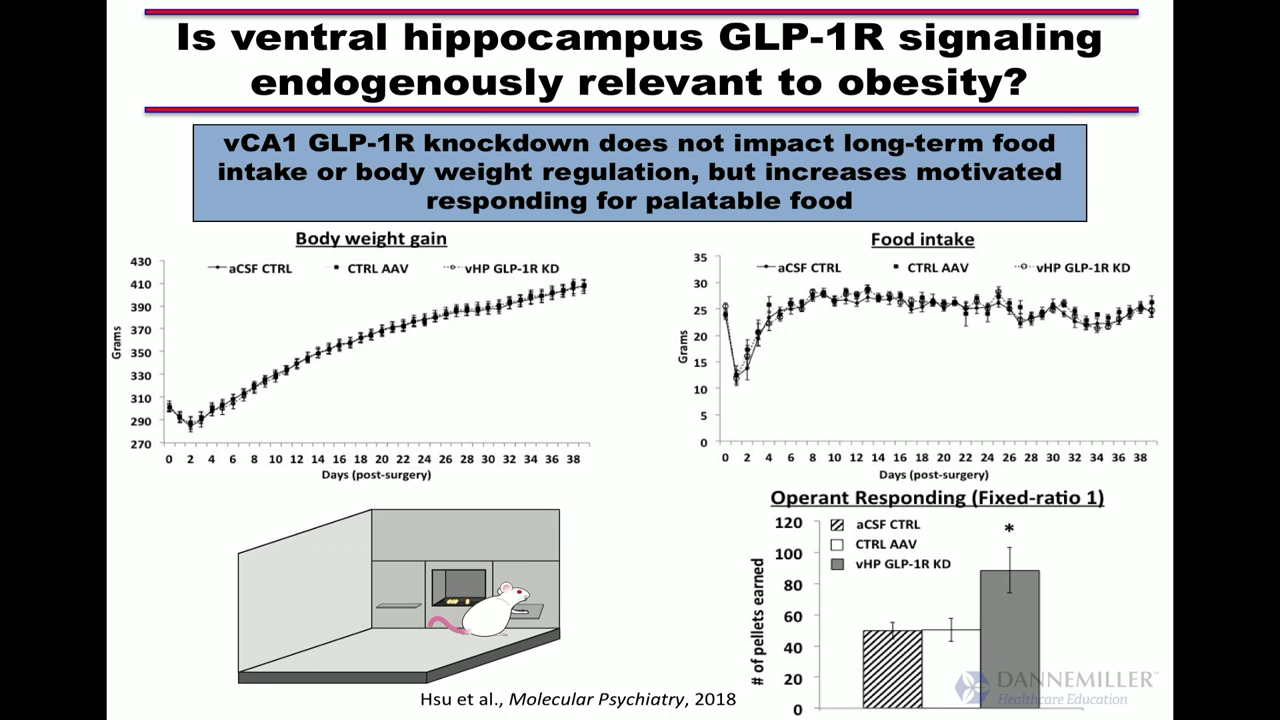 Is ventral hippocampus GLP-1R signaling
endogenously relevant to obesity?
vCA1 GLP-1R knockdown does not impact long-term food
intake or body weight regulation, but increases motivated
responding for palatable food
Body weight gain
aCSF CTRL CTRL AAV vHP GLP-1R KD
430
410
390
370
350
330
310
290
270
Grams
0 2 4 6 8 10 12 14 16 18 20 22 24 26 28 30 32 34 36 38
Days (post-surgery)
Food intake
aCSF CTRL CTRL AAV vHP GLP-1R KD
35
30
25
20
15
10
5
0
Grams
0 2 4 6 8 10 12 14 16 18 20 22 24 26 28 30 32 34 36 38
Days (post-surgery)
Operant Responding (Fixed-ratio 1)
aCSF CTRL
CTRL AAV
vHP GLP-1R KD
*
120
100
80
60
40
20
0
# of pellets earned
Hsu et al., Molecular Psychiatry, 2018
DANNEMILLER™
Healthcare Education